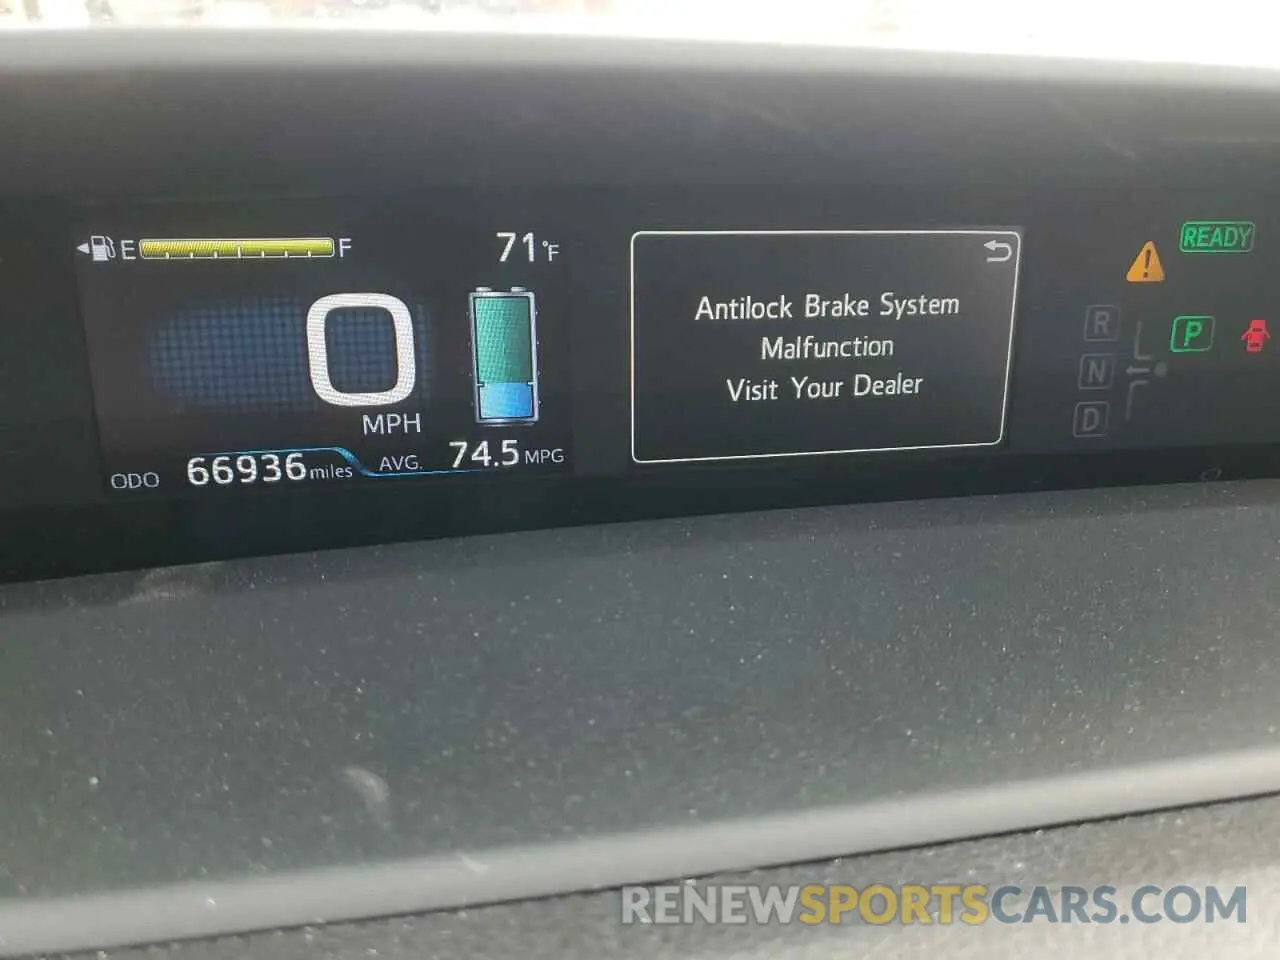 E F
71°F
READY
Antilock Brake System
Malfunction
Visit Your Dealer
0
MPH
R
P
N
D
ODO 66936 miles AVG. 74.5 MPG
RENEWSPORTSCARS.COM